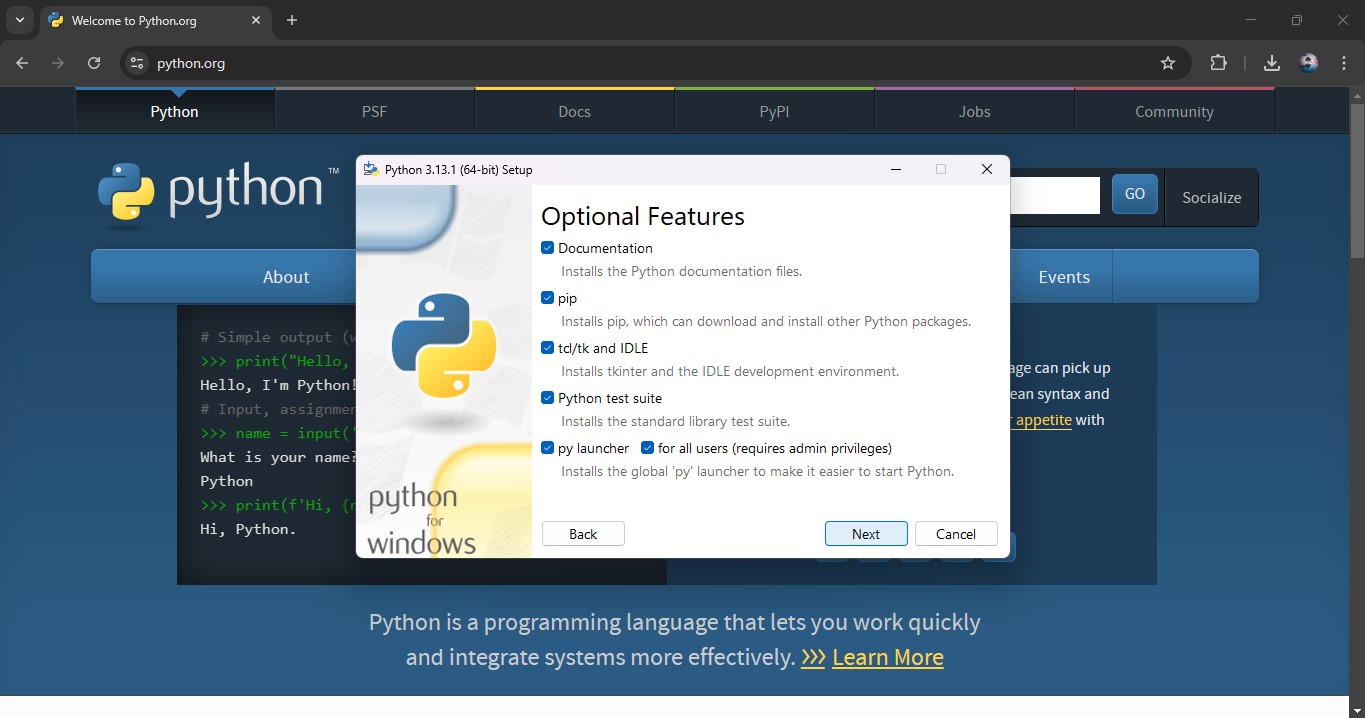 Welcome to Python.org
python.org
Python
PSF
Docs
PyPI
Jobs
Community
python™
GO
Socialize
About
Events
Python 3.13.1 (64-bit) Setup
Optional Features
Documentation
Installs the Python documentation files.
pip
Installs pip, which can download and install other Python packages.
tcl/tk and IDLE
Installs tkinter and the IDLE development environment.
Python test suite
Installs the standard library test suite.
py launcher for all users (requires admin privileges)
Installs the global 'py' launcher to make it easier to start Python.
Back
Next
Cancel
python
for
windows
# Simple output (
>>> print("Hello,
Hello, I'm Python!
# Input, assignmen
>>> name = input('
What is your name?
Python
>>> print(f'Hi, {
Hi, Python.
age can pick up
ean syntax and
appetite with
Python is a programming language that lets you work quickly
and integrate systems more effectively. >>> Learn More